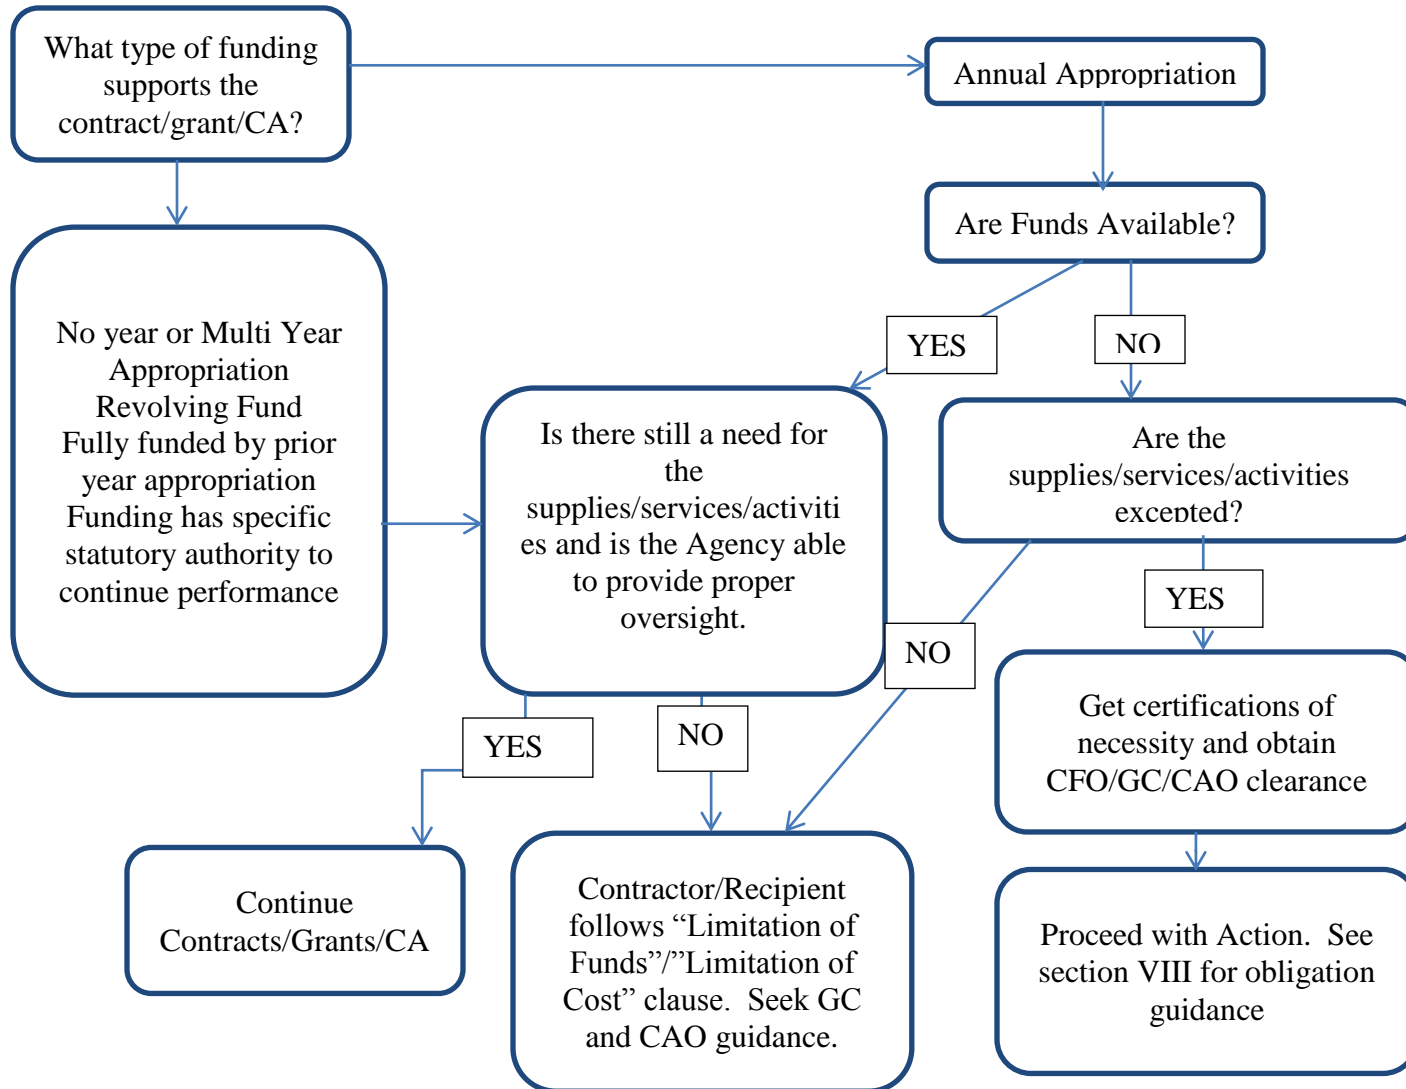 What type of funding
supports the
contract/grant/CA?
Annual Appropriation
Are Funds Available?
YES
NO
No year or Multi Year
Appropriation
Revolving Fund
Fully funded by prior
year appropriation
Funding has specific
statutory authority to
continue performance
Is there still a need for
the
supplies/services/activiti
es and is the Agency able
to provide proper
oversight.
Are the
supplies/services/activities
excepted?
YES
NO
YES
NO
Get certifications of
necessity and obtain
CFO/GC/CAO clearance
Continue
Contracts/Grants/CA
Contractor/Recipient
follows “Limitation of
Funds”/”Limitation of
Cost” clause.  Seek GC
and CAO guidance.
Proceed with Action.  See
section VIII for obligation
guidance